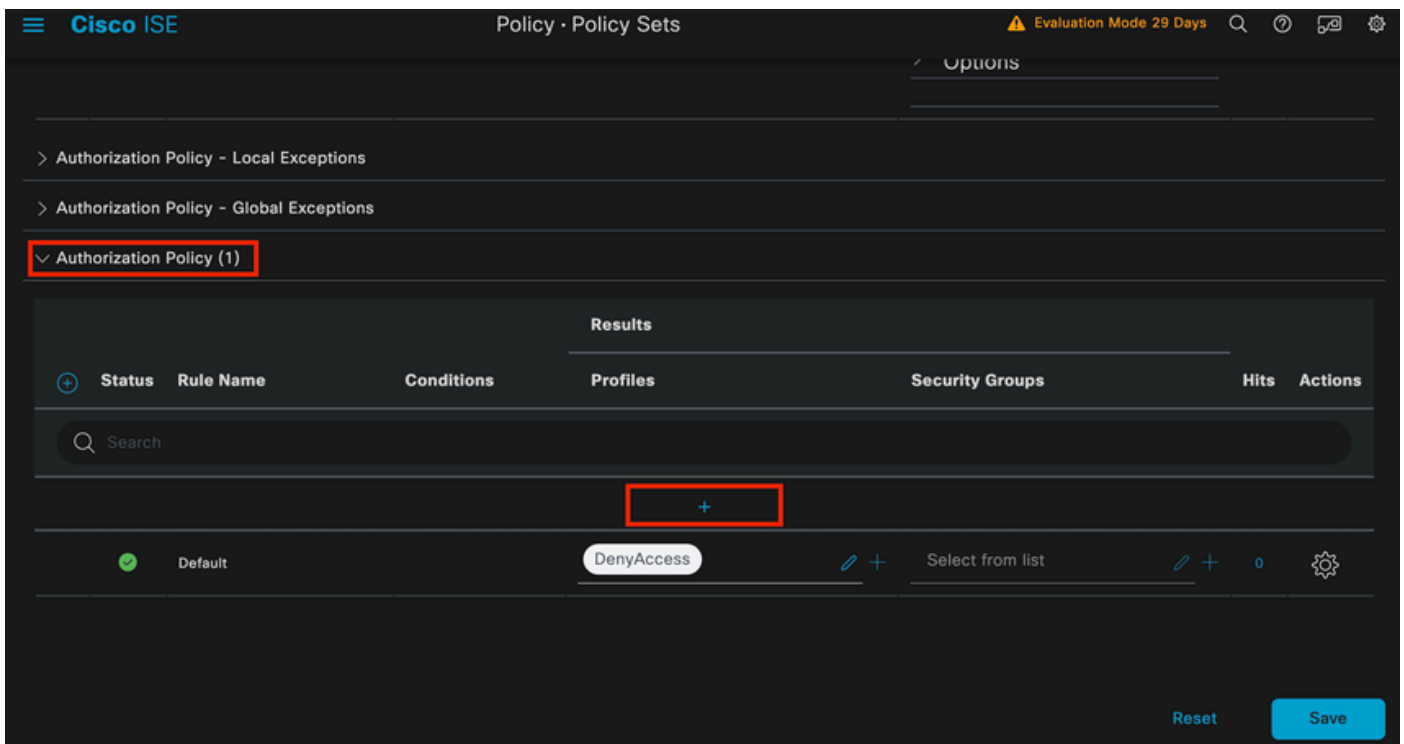 Cisco ISE
Policy · Policy Sets
Evaluation Mode 29 Days
Options
Authorization Policy - Local Exceptions
Authorization Policy - Global Exceptions
Authorization Policy (1)
Results
Status Rule Name Conditions Profiles Security Groups Hits Actions
Search
+
Default DenyAccess + Select from list + 0
Reset Save